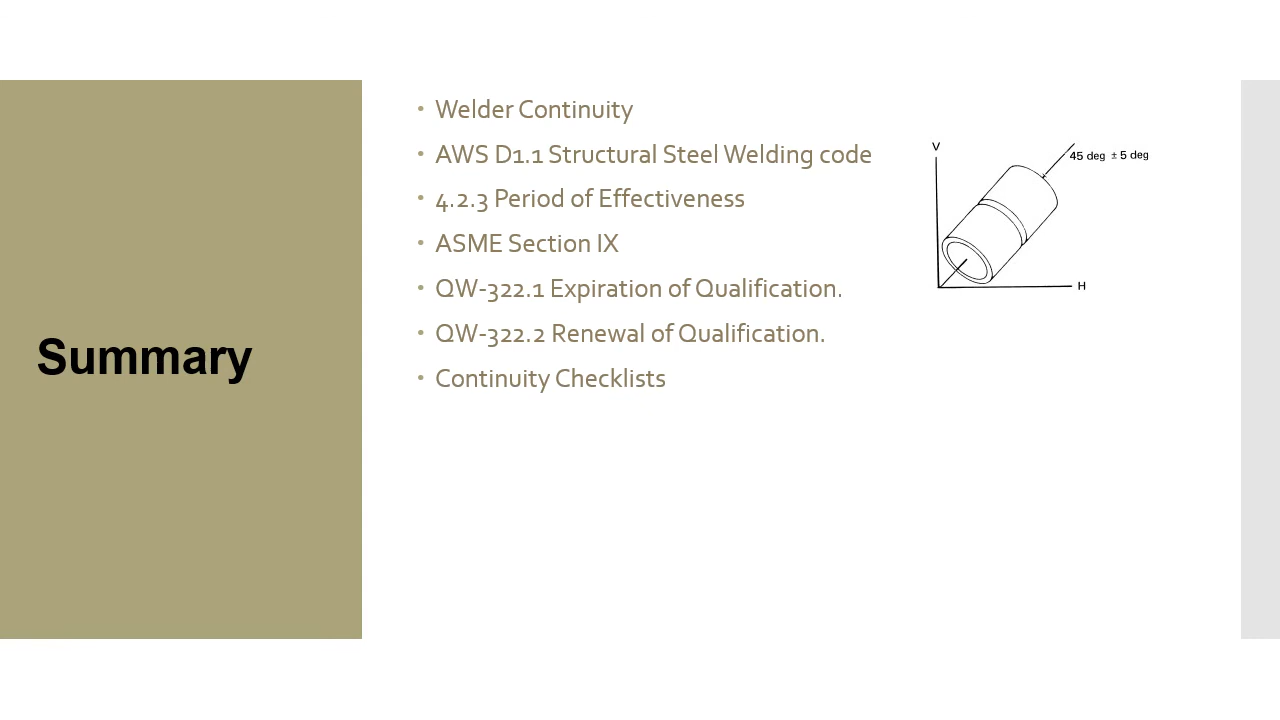 Summary
• Welder Continuity
• AWS D1.1 Structural Steel Welding code
• 4.2.3 Period of Effectiveness
• ASME Section IX
• QW-322.1 Expiration of Qualification.
• QW-322.2 Renewal of Qualification.
• Continuity Checklists
V
45 deg ± 5 deg
H